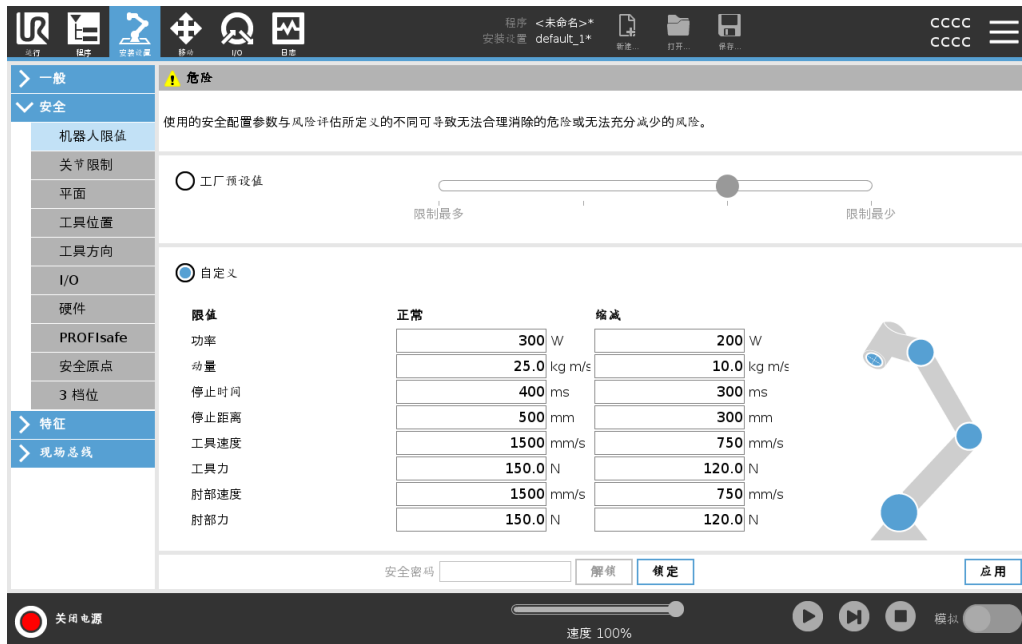 UR
运行
程序
安装设置
移动
I/O
日志
程序 <未命名>*
安装设置 default_1*
新建...
打开...
保存...
cccc
cccc
一般
安全
机器人限值
关节限制
平面
工具位置
工具方向
I/O
硬件
PROFIsafe
安全原点
3 档位
特征
现场总线
危险
使用的安全配置参数与风险评估所定义的不同可导致无法合理消除的危险或无法充分减少的风险。
工厂预设值
限制最多 限制最少
自定义
限值 正常 缩减
功率 300 W 200 W
动量 25.0 kg m/s 10.0 kg m/s
停止时间 400 ms 300 ms
停止距离 500 mm 300 mm
工具速度 1500 mm/s 750 mm/s
工具力 150.0 N 120.0 N
肘部速度 1500 mm/s 750 mm/s
肘部力 150.0 N 120.0 N
安全密码 解锁 锁定 应用
关闭电源
速度 100%
模拟